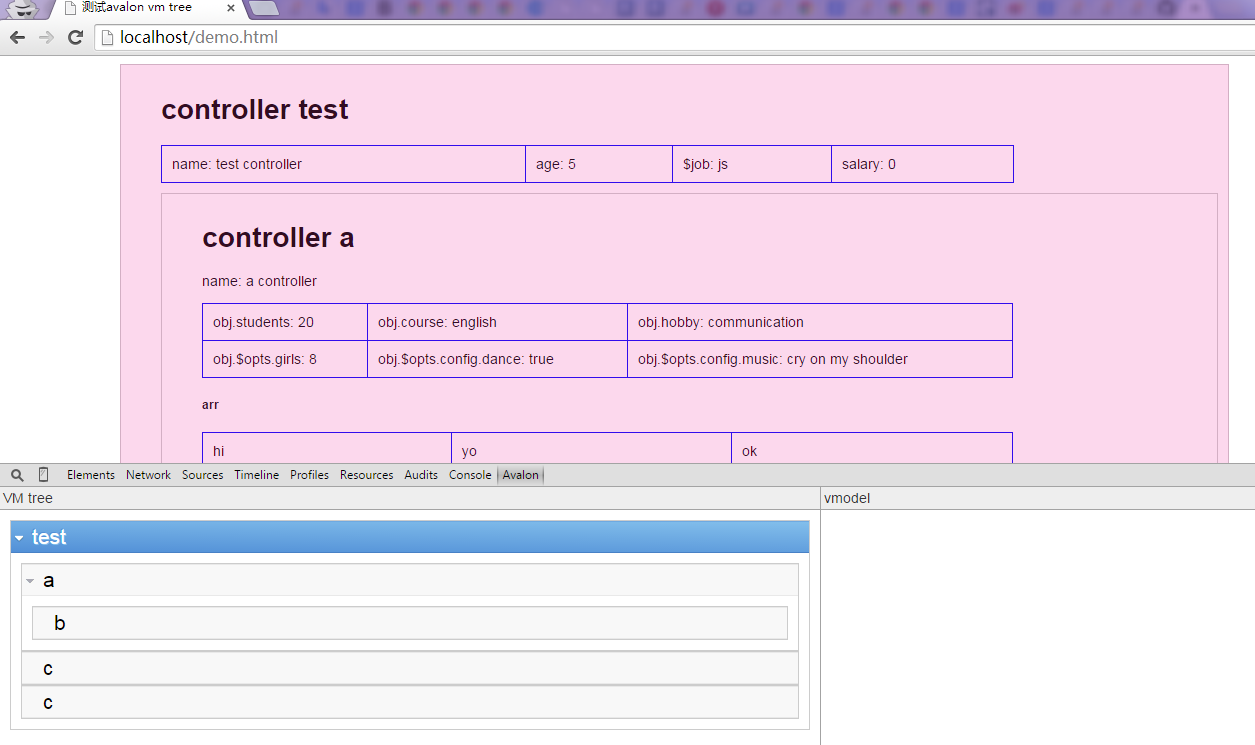 测试avalon vm tree
localhost/demo.html
controller test
name: test controller age: 5 $job: js salary: 0
controller a
name: a controller
obj.students: 20 obj.course: english obj.hobby: communication
obj.$opts.girls: 8 obj.$opts.config.dance: true obj.$opts.config.music: cry on my shoulder
arr
hi yo ok
Elements Network Sources Timeline Profiles Resources Audits Console Avalon
VM tree vmodel
test
a
b
c
c